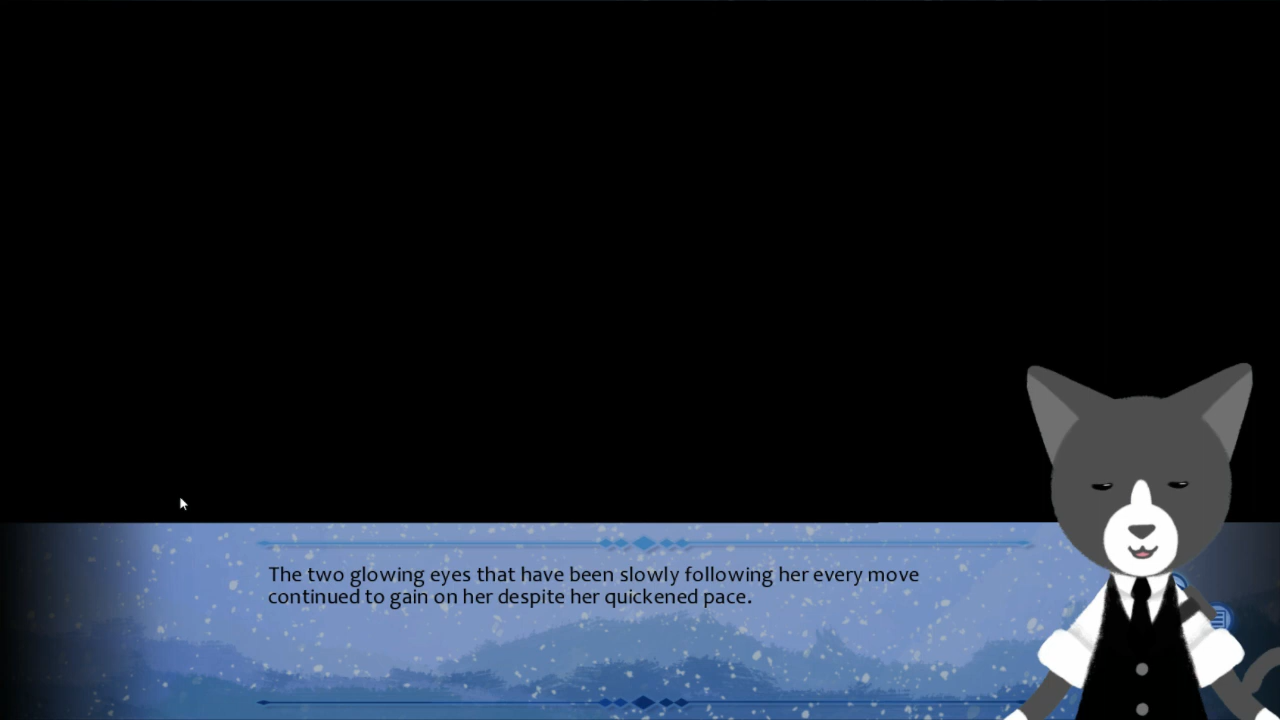 The two glowing eyes that have been slowly following her every move
continued to gain on her despite her quickened pace.